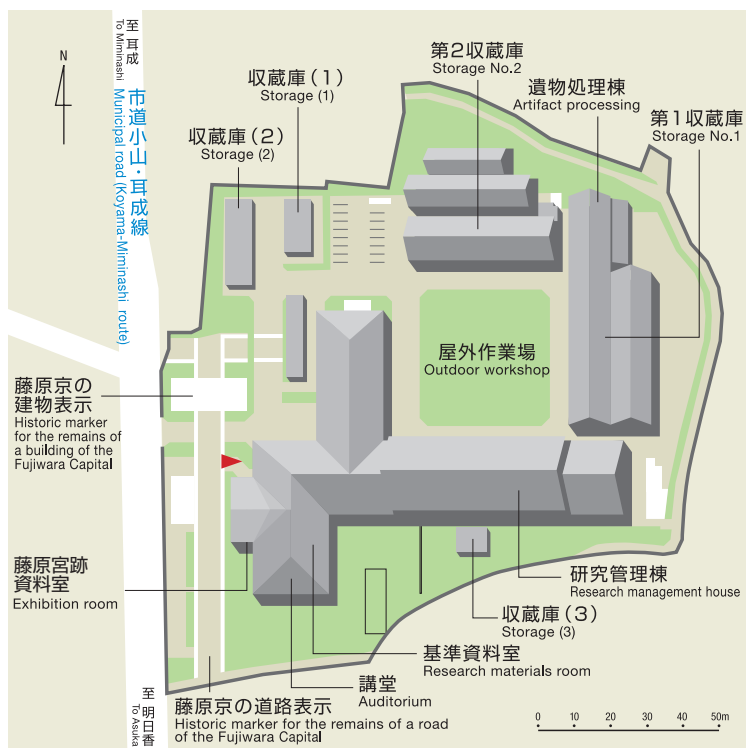 N
至 耳成
To Miminashi
市道小山・耳成線
Municipal road (Koyama-Miminashi route)
収蔵庫(1)
Storage (1)
収蔵庫(2)
Storage (2)
第2収蔵庫
Storage No.2
遺物処理棟
Artifact processing
第1収蔵庫
Storage No.1
屋外作業場
Outdoor workshop
藤原京の
建物表示
Historic marker
for the remains of
a building of the
Fujiwara Capital
藤原宮跡
資料室
Exhibition room
研究管理棟
Research management house
収蔵庫(3)
Storage (3)
基準資料室
Research materials room
講堂
Auditorium
藤原京の道路表示
Historic marker for the remains of a road
of the Fujiwara Capital
至 明日香
To Asuka
0 10 20 30 40 50m